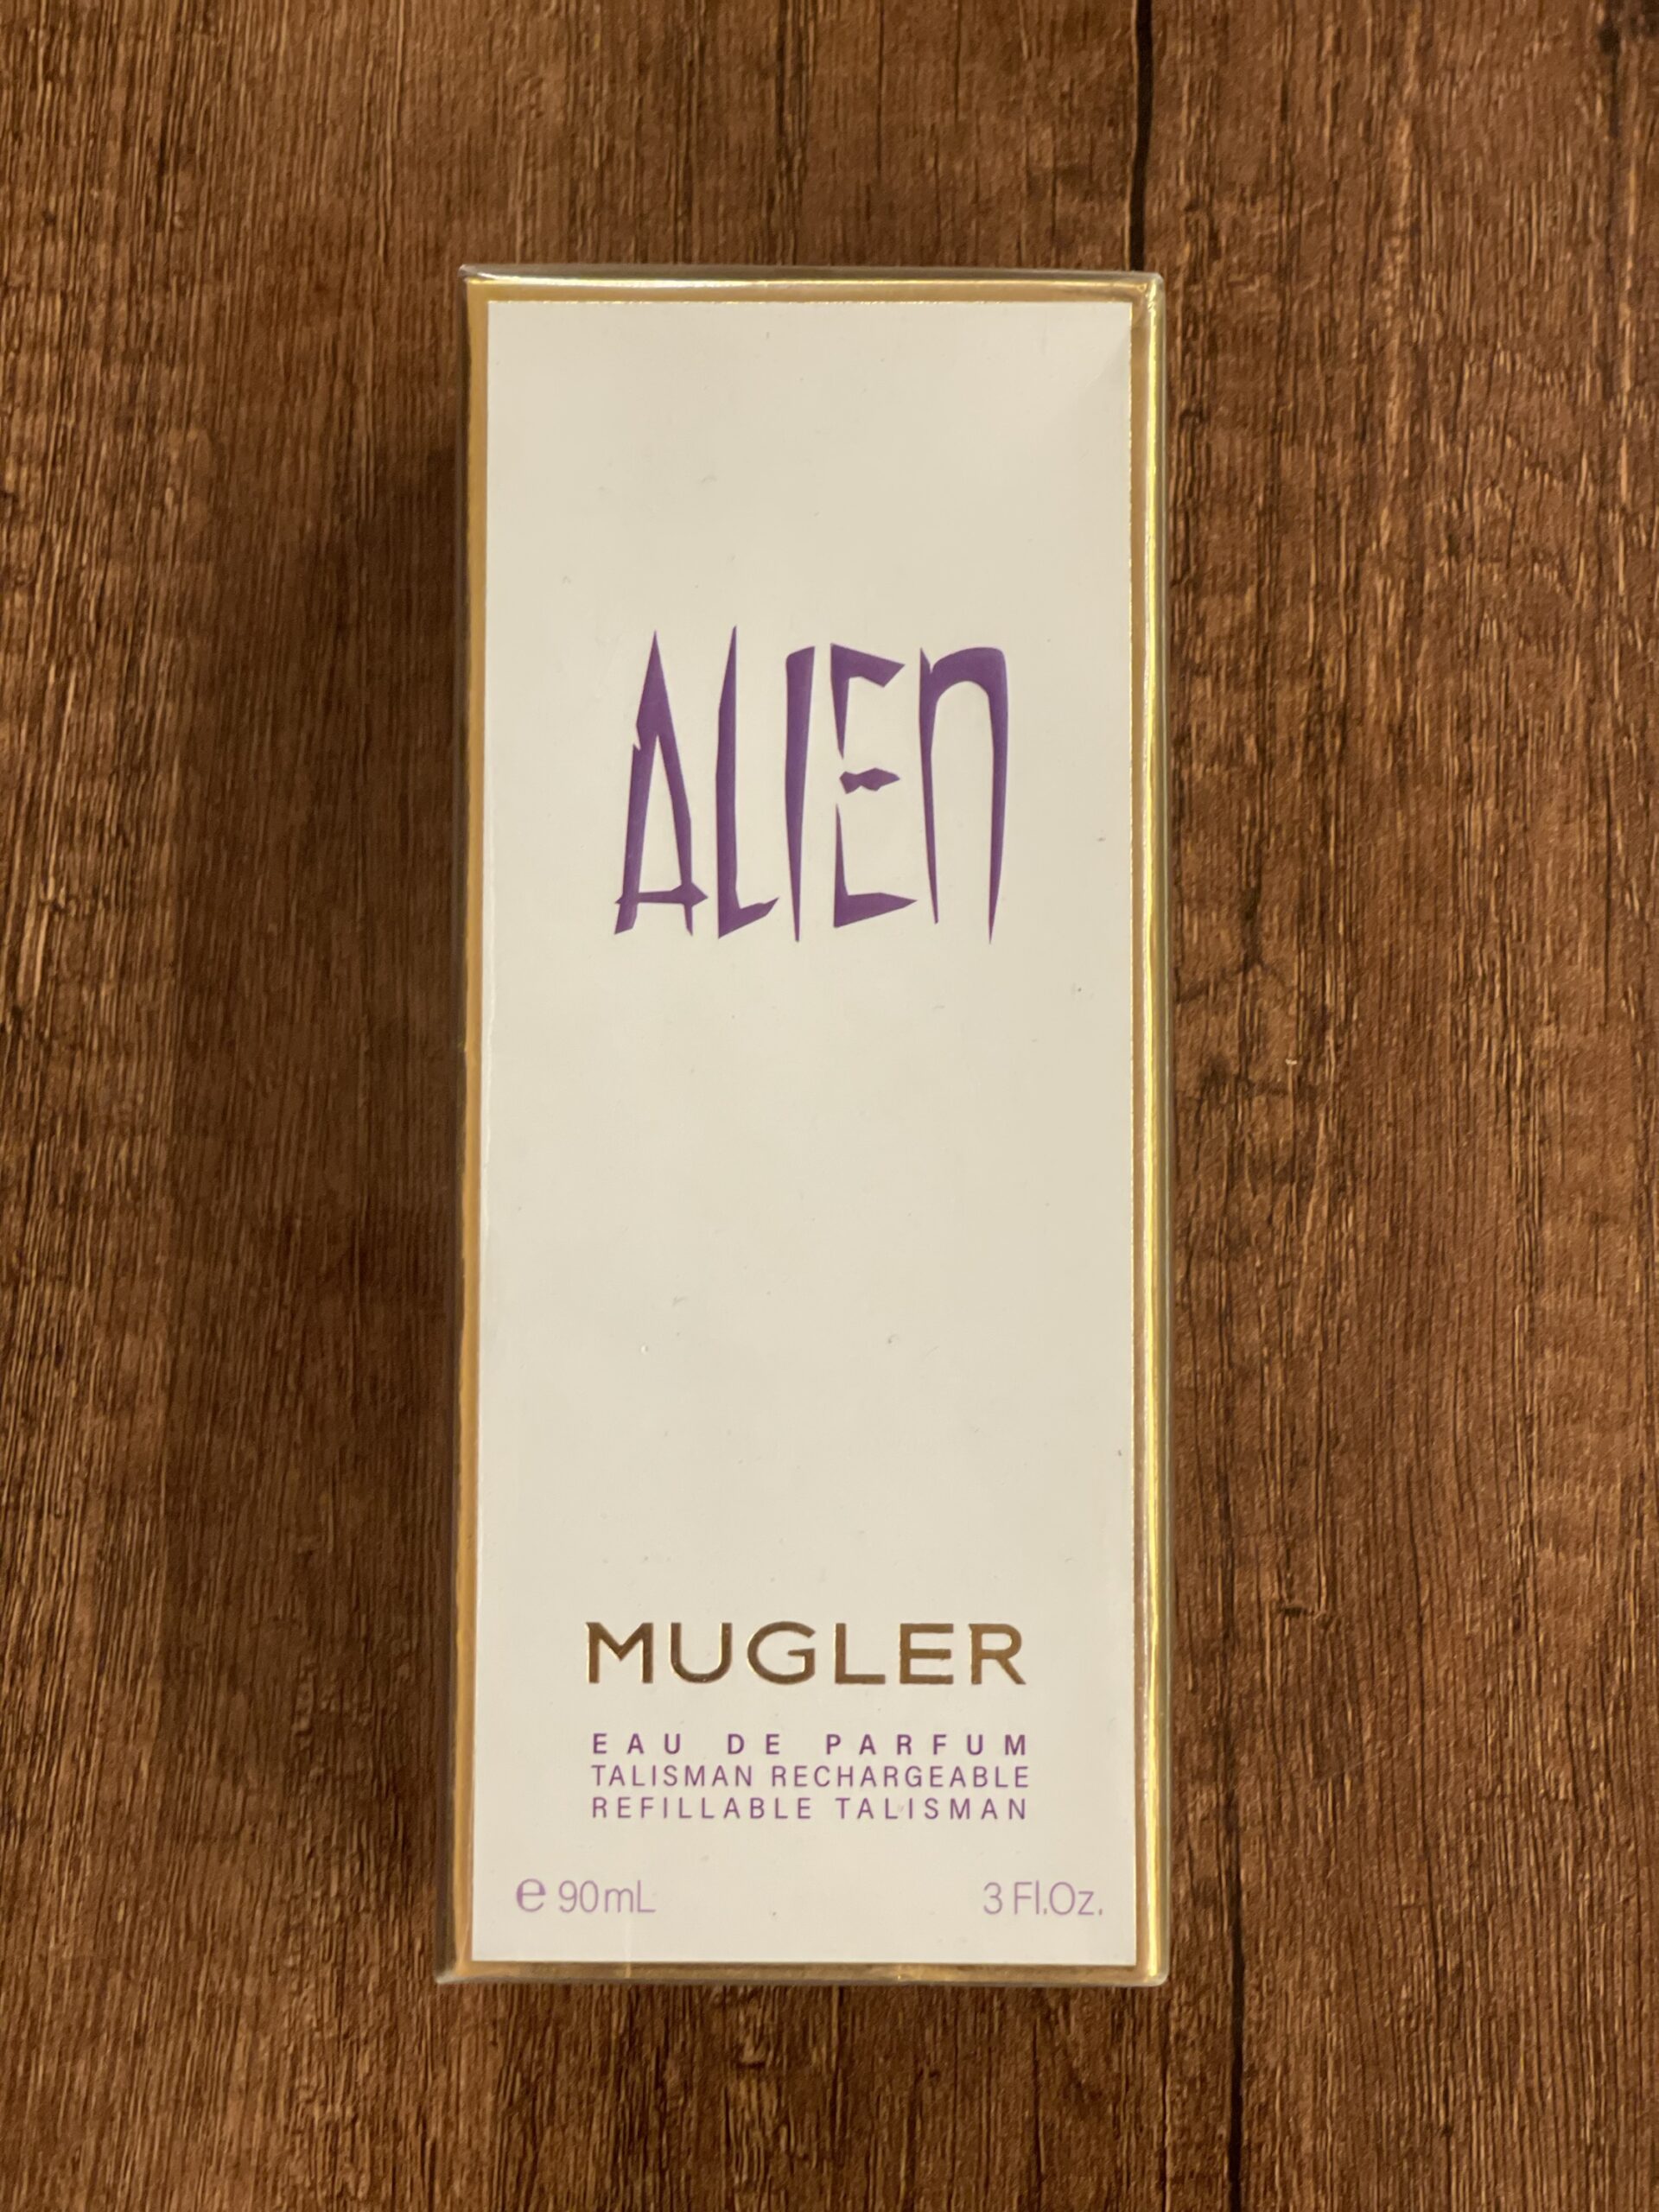 ALIEN
MUGLER
EAU DE PARFUM
TALISMAN RECHARGEABLE
REFILLABLE TALISMAN
℮ 90mL
3 Fl.Oz.